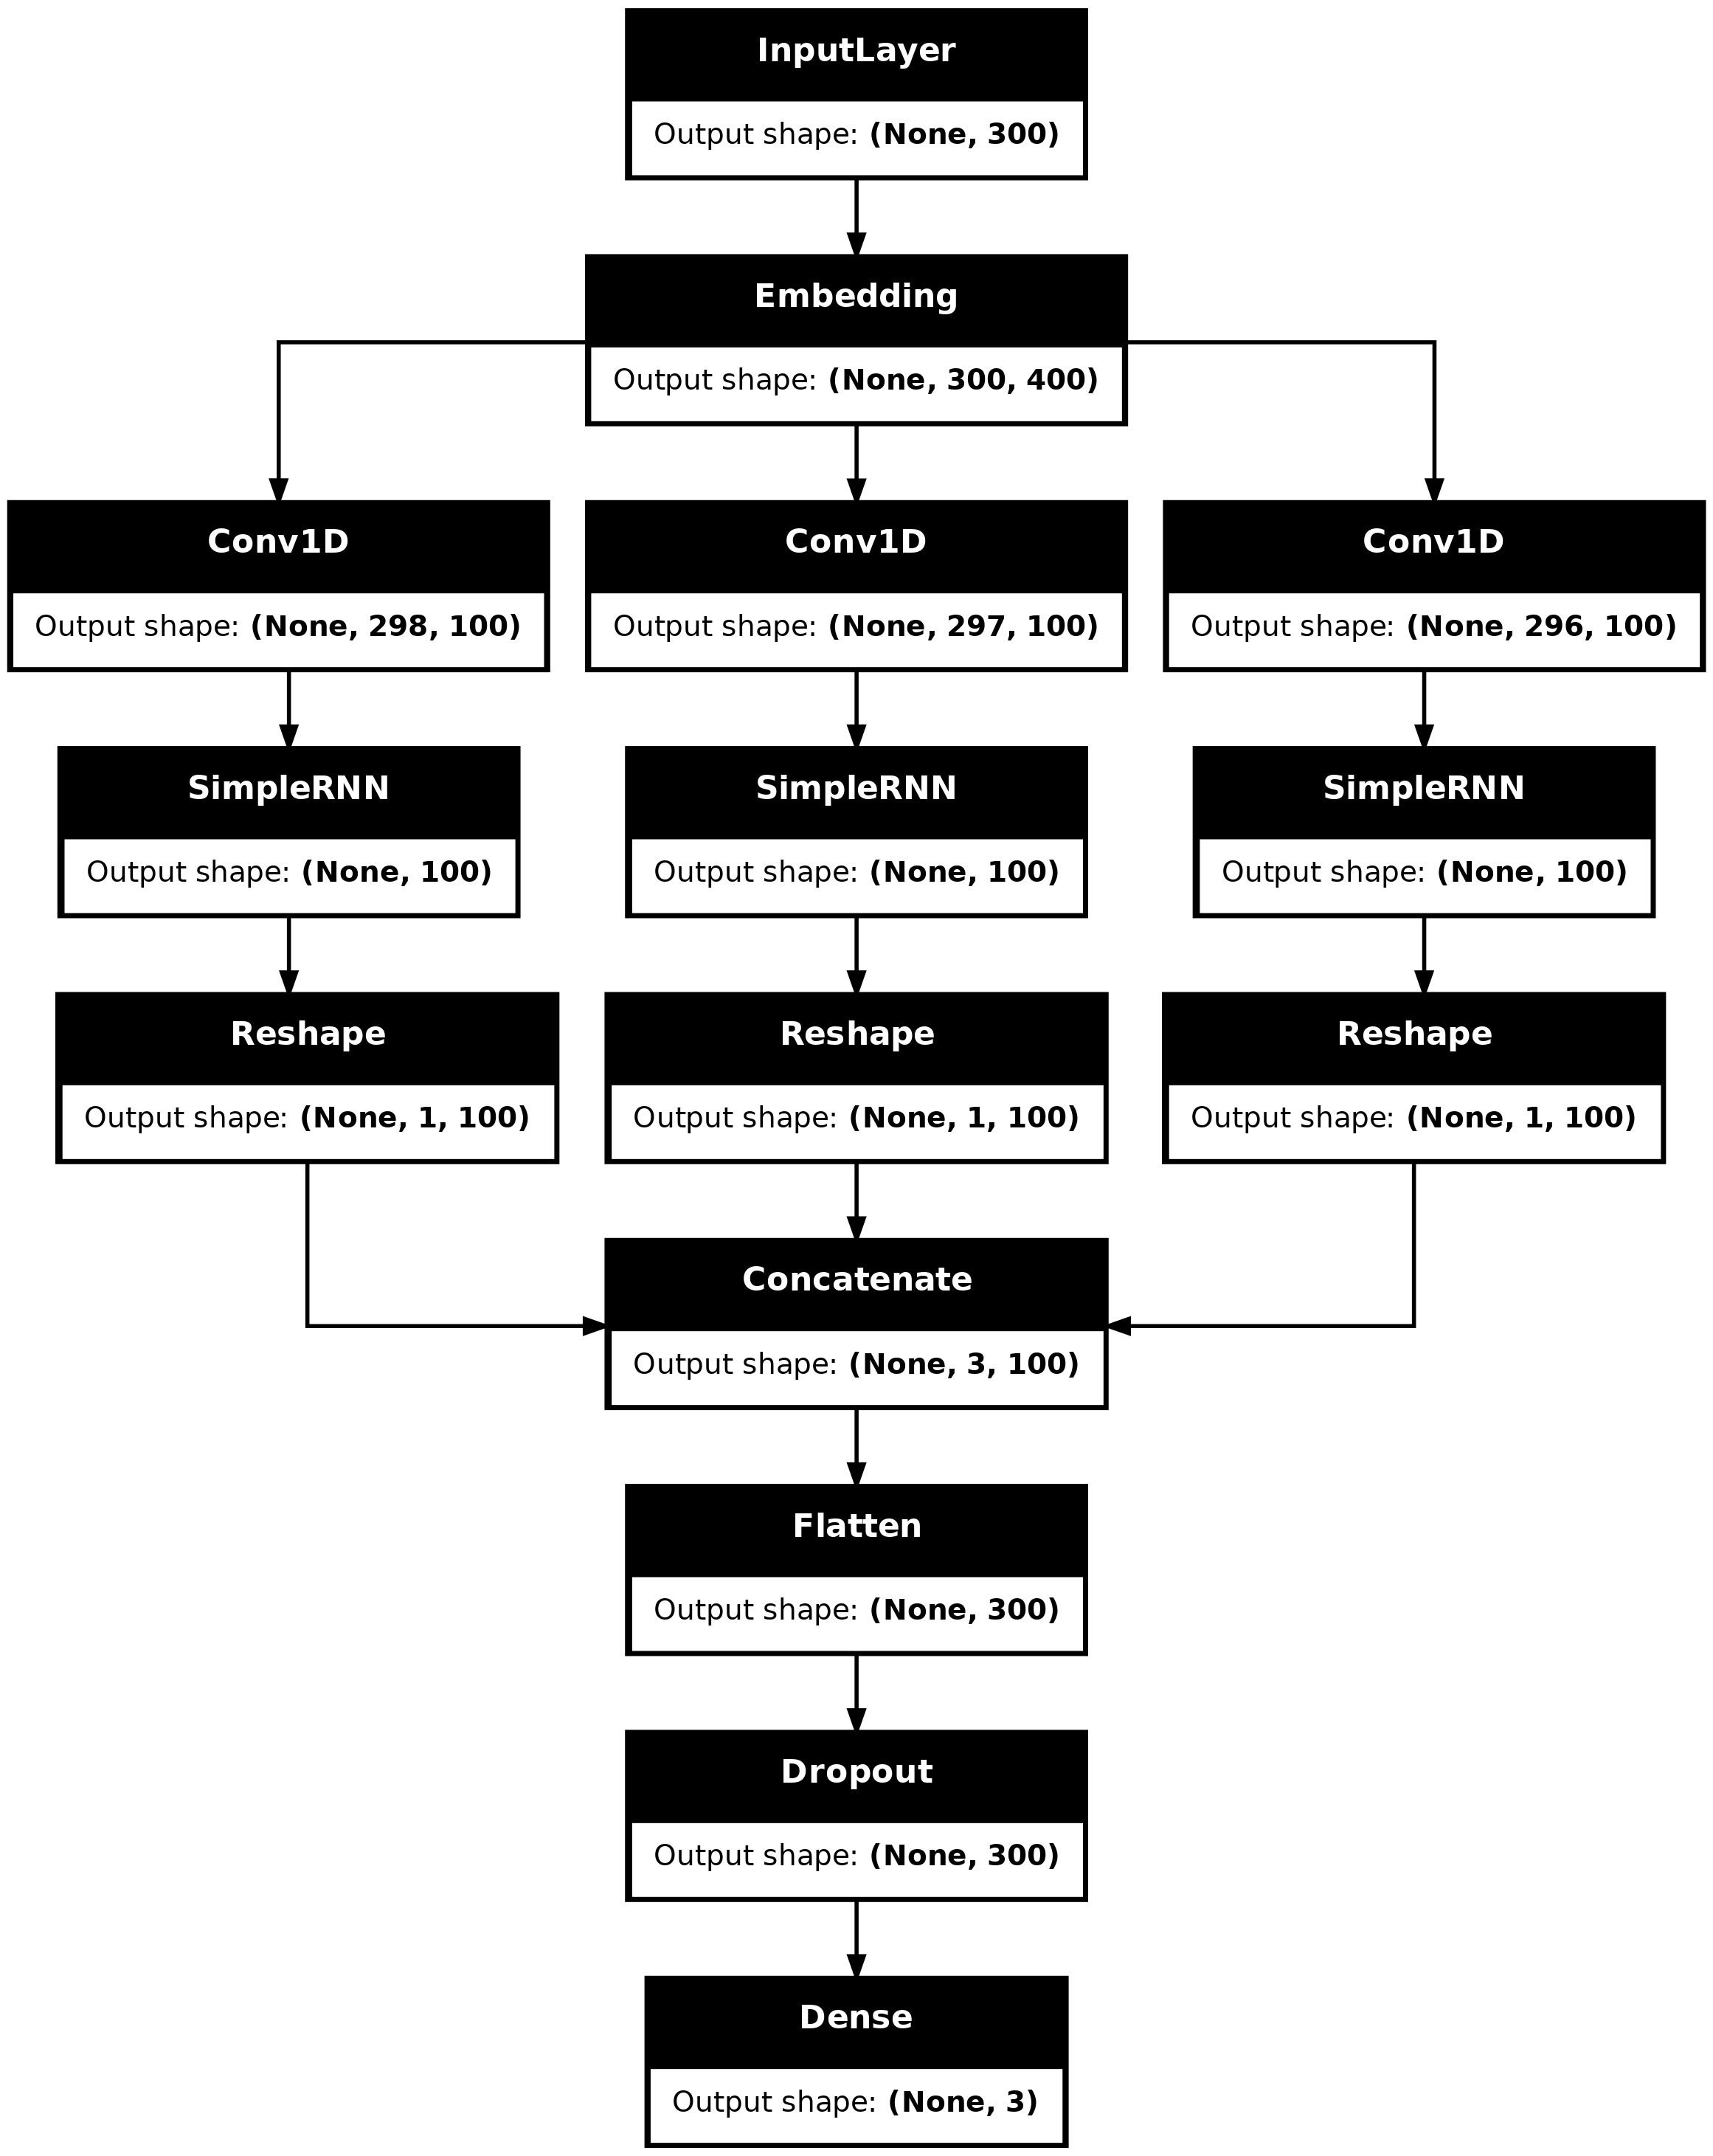 InputLayer
Output shape: (None, 300)
Embedding
Output shape: (None, 300, 400)
Conv1D
Output shape: (None, 298, 100)
Conv1D
Output shape: (None, 297, 100)
Conv1D
Output shape: (None, 296, 100)
SimpleRNN
Output shape: (None, 100)
SimpleRNN
Output shape: (None, 100)
SimpleRNN
Output shape: (None, 100)
Reshape
Output shape: (None, 1, 100)
Reshape
Output shape: (None, 1, 100)
Reshape
Output shape: (None, 1, 100)
Concatenate
Output shape: (None, 3, 100)
Flatten
Output shape: (None, 300)
Dropout
Output shape: (None, 300)
Dense
Output shape: (None, 3)